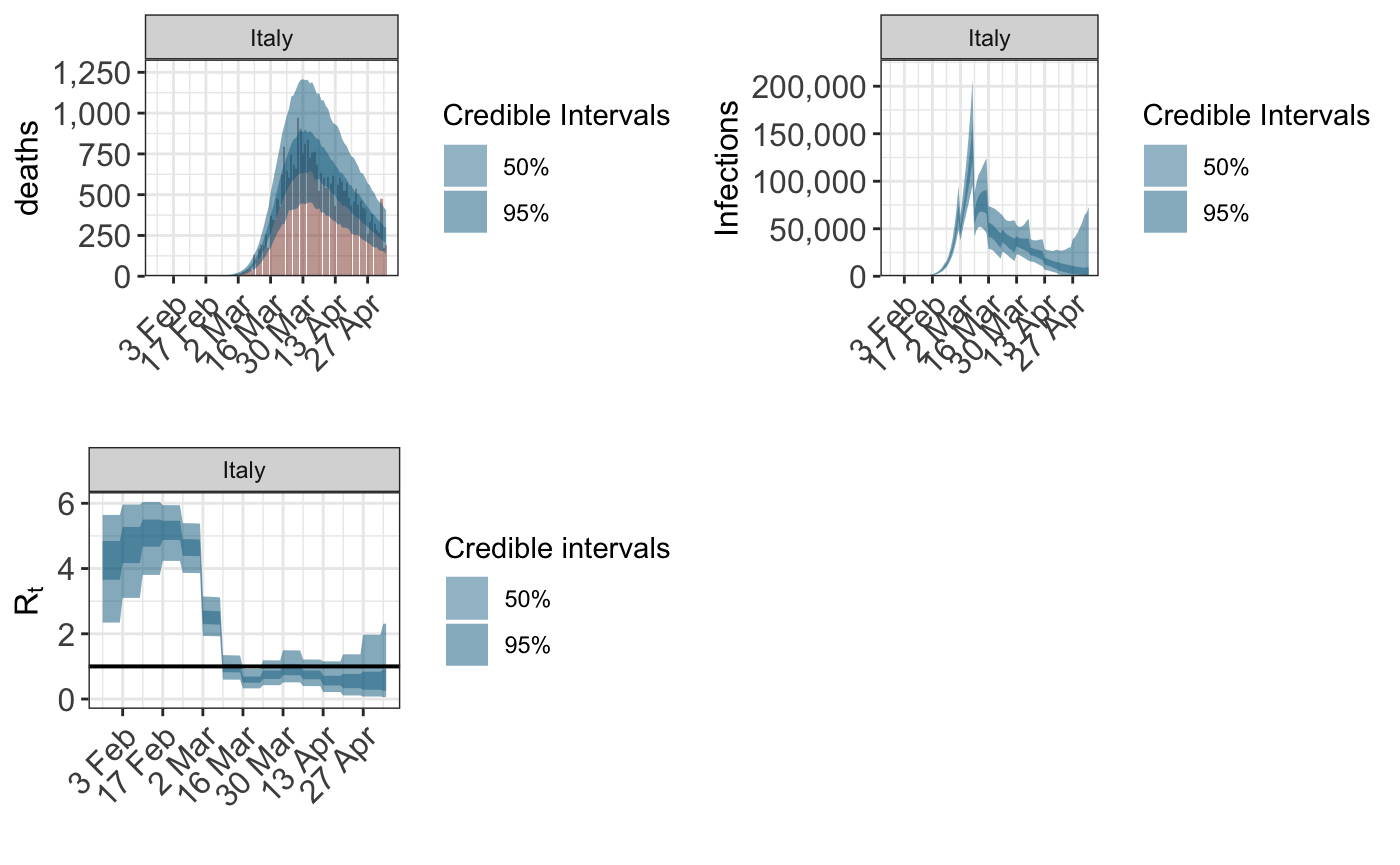 Italy
deaths
1,250
1,000
750
500
250
0
3 Feb
17 Feb
2 Mar
16 Mar
30 Mar
13 Apr
27 Apr
Credible Intervals
50%
95%
Italy
Infections
200,000
150,000
100,000
50,000
0
3 Feb
17 Feb
2 Mar
16 Mar
30 Mar
13 Apr
27 Apr
Credible Intervals
50%
95%
Italy
Rt
6
4
2
0
3 Feb
17 Feb
2 Mar
16 Mar
30 Mar
13 Apr
27 Apr
Credible intervals
50%
95%